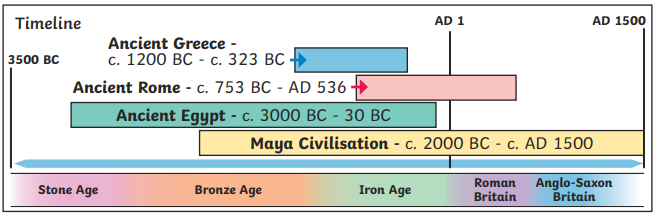 Timeline
AD 1
AD 1500
3500 BC
Ancient Greece -
c. 1200 BC - c. 323 BC
Ancient Rome - c. 753 BC - AD 536
Ancient Egypt - c. 3000 BC - 30 BC
Maya Civilisation - c. 2000 BC - c. AD 1500
Stone Age
Bronze Age
Iron Age
Roman
Britain
Anglo-Saxon
Britain